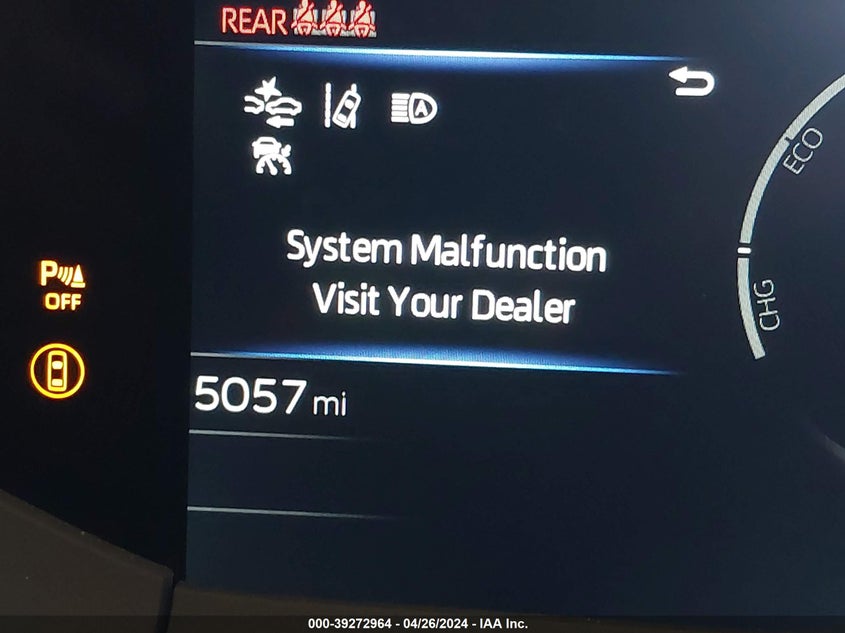 REAR
A
System Malfunction
Visit Your Dealer
P
OFF
5057 mi
ECO
CHG
000-39272964 - 04/26/2024 - IAA Inc.